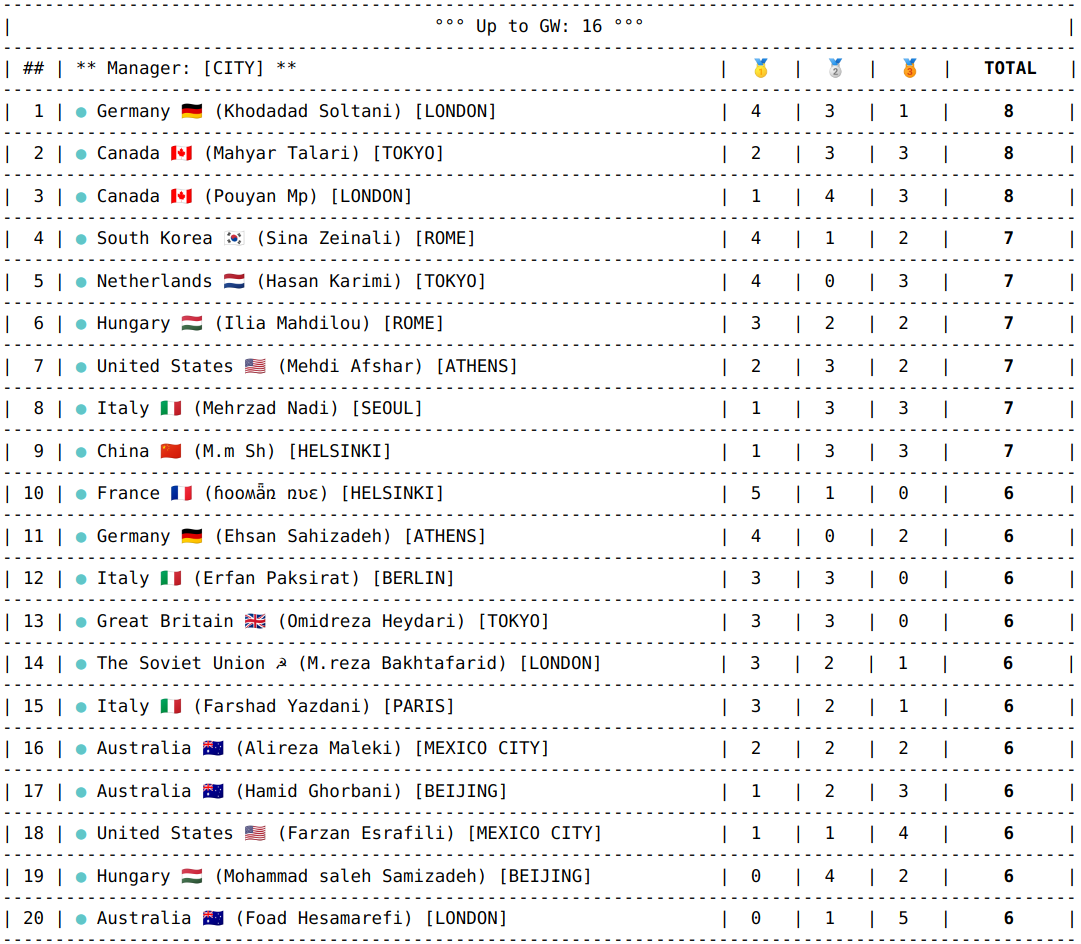 °°° Up to GW: 16 °°°
| ## | ** Manager: [CITY] ** | 🥇 | 🥈 | 🥉 | TOTAL |
| 1 | ● Germany 🇩🇪 (Khodadad Soltani) [LONDON] | 4 | 3 | 1 | 8 |
| 2 | ● Canada 🇨🇦 (Mahyar Talari) [TOKYO] | 2 | 3 | 3 | 8 |
| 3 | ● Canada 🇨🇦 (Pouyan Mp) [LONDON] | 1 | 4 | 3 | 8 |
| 4 | ● South Korea 🇰🇷 (Sina Zeinali) [ROME] | 4 | 1 | 2 | 7 |
| 5 | ● Netherlands 🇳🇱 (Hasan Karimi) [TOKYO] | 4 | 0 | 3 | 7 |
| 6 | ● Hungary 🇭🇺 (Ilia Mahdilou) [ROME] | 3 | 2 | 2 | 7 |
| 7 | ● United States 🇺🇸 (Mehdi Afshar) [ATHENS] | 2 | 3 | 2 | 7 |
| 8 | ● Italy 🇮🇹 (Mehrzad Nadi) [SEOUL] | 1 | 3 | 3 | 7 |
| 9 | ● China 🇨🇳 (M.m Sh) [HELSINKI] | 1 | 3 | 3 | 7 |
| 10 | ● France 🇫🇷 [HELSINKI] | 5 | 1 | 0 | 6 |
| 11 | ● Germany 🇩🇪 (Ehsan Sahizadeh) [ATHENS] | 4 | 0 | 2 | 6 |
| 12 | ● Italy 🇮🇹 (Erfan Paksirat) [BERLIN] | 3 | 3 | 0 | 6 |
| 13 | ● Great Britain 🇬🇧 (Omidreza Heydari) [TOKYO] | 3 | 3 | 0 | 6 |
| 14 | ● The Soviet Union ☭ (M.reza Bakhtafarid) [LONDON] | 3 | 2 | 1 | 6 |
| 15 | ● Italy 🇮🇹 (Farshad Yazdani) [PARIS] | 3 | 2 | 1 | 6 |
| 16 | ● Australia 🇦🇺 (Alireza Maleki) [MEXICO CITY] | 2 | 2 | 2 | 6 |
| 17 | ● Australia 🇦🇺 (Hamid Ghorbani) [BEIJING] | 1 | 2 | 3 | 6 |
| 18 | ● United States 🇺🇸 (Farzan Esrafili) [MEXICO CITY] | 1 | 1 | 4 | 6 |
| 19 | ● Hungary 🇭🇺 (Mohammad saleh Samizadeh) [BEIJING] | 0 | 4 | 2 | 6 |
| 20 | ● Australia 🇦🇺 (Foad Hesamarefi) [LONDON] | 0 | 1 | 5 | 6 |